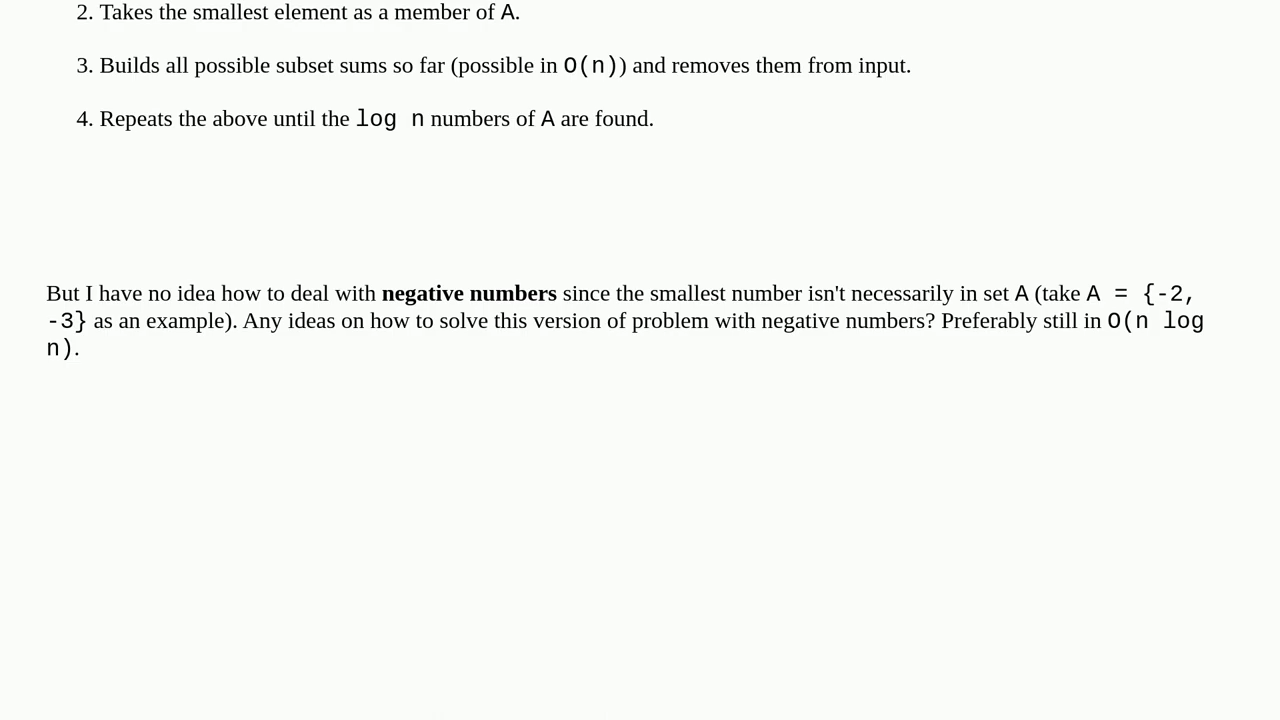 2. Takes the smallest element as a member of A.
3. Builds all possible subset sums so far (possible in O(n)) and removes them from input.
4. Repeats the above until the log n numbers of A are found.
But I have no idea how to deal with negative numbers since the smallest number isn't necessarily in set A (take A = {-2,
-3} as an example). Any ideas on how to solve this version of problem with negative numbers? Preferably still in O(n log
n).